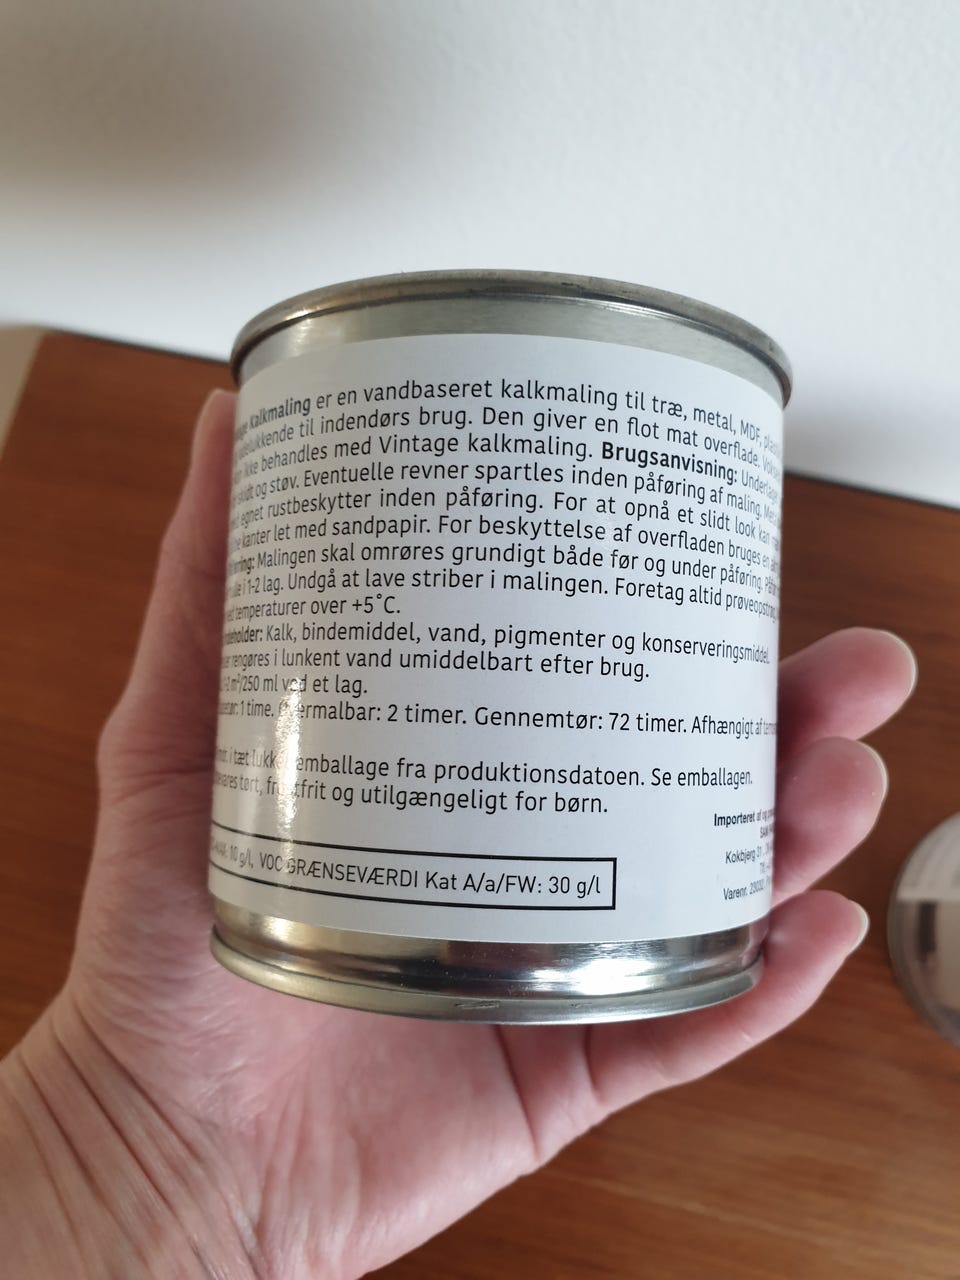 Kalkmaling er en vandbaseret kalkmaling til træ, metal, MDF,
udelukkende til indendørs brug. Den giver en flot mat overflade.
ikke behandles med Vintage kalkmaling. Brugsanvisning:
og støv. Eventuelle revner spartles inden påføring af maling.
egnet rustbeskytter inden påføring. For at opnå et slidt look kan
kanter let med sandpapir. For beskyttelse af overfladen bruges en
Malingen skal omrøres grundigt både før og under påføring.
i 1-2 lag. Undgå at lave striber i malingen. Foretag altid
temperaturer over +5°C.
Kalk, bindemiddel, vand, pigmenter og konserveringsmiddel.
rengøres i lunkent vand umiddelbart efter brug.
m²/250 ml ved et lag.
1 time. Overmalbar: 2 timer. Gennemtør: 72 timer. Afhængigt af
i tæt lukket emballage fra produktionsdatoen. Se emballagen.
tørt, frostfrit og utilgængeligt for børn.
10 g/l, VOC GRÆNSEVÆRDI Kat A/a/FW: 30 g/l
Importeret af og
Kokbjerg 31
Varenr.